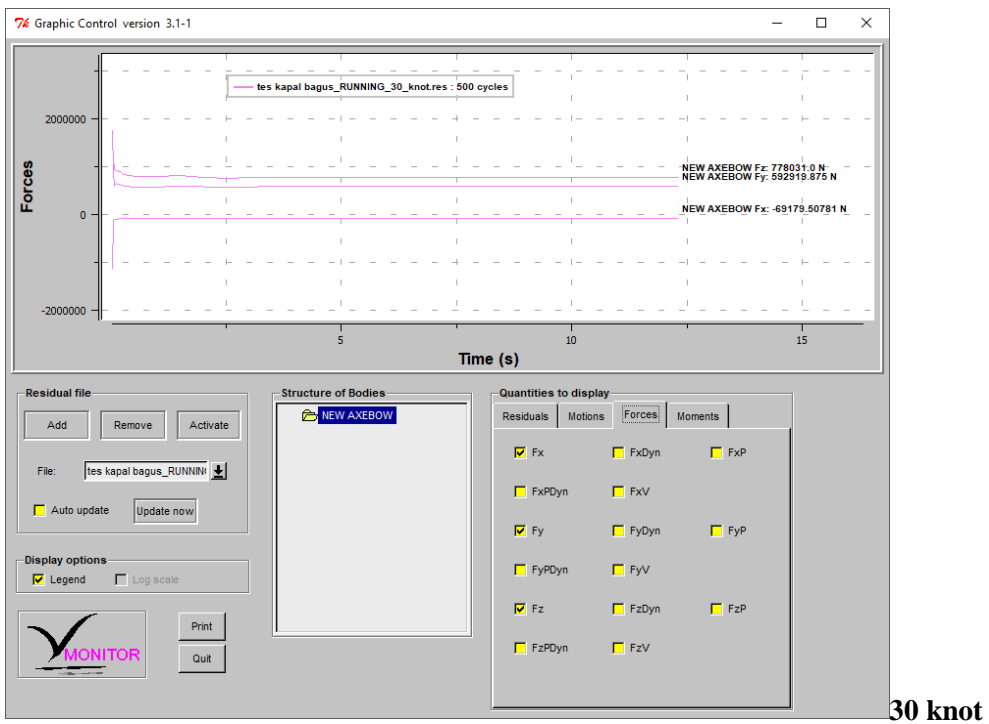 7k Graphic Control version 3.1-1
tes kapal bagus_RUNNING_30_knot.res : 500 cycles
2000000
0
-2000000
Forces
NEW AXEBOW Fz: 778031.0 N
NEW AXEBOW Fy: 592919.875 N
NEW AXEBOW Fx: -69179.50781 N
5 10 15
Time (s)
Residual file
Add Remove Activate
File: tes kapal bagus_RUNNIN
Auto update Update now
Display options
Legend Log scale
MONITOR
Print
Quit
Structure of Bodies
NEW AXEBOW
Quantities to display
Residuals Motions Forces Moments
Fx FxDyn FxP
FxPDyn FxV
Fy FyDyn FyP
FyPDyn FyV
Fz FzDyn FzP
FzPDyn FzV
30 knot